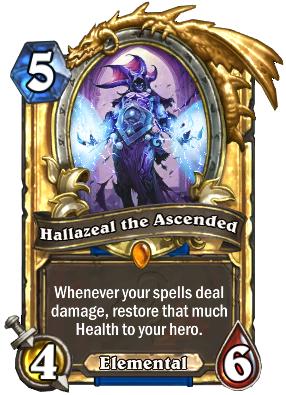 5
Hallazeal the Ascended
Whenever your spells deal
damage, restore that much
Health to your hero.
4
Elemental
6